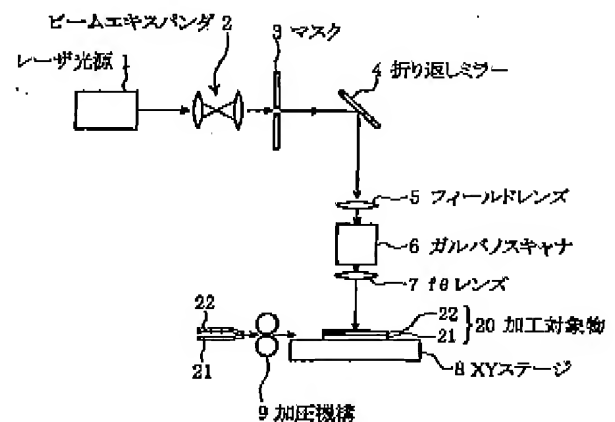 ビームエキスパンダ 2
3 マスク
レーザ光源 1
4 折り返しミラー
5 フィールドレンズ
6 ガルバノスキャナ
7 fθレンズ
22
21
22
21
20 加工対象物
8 XYステージ
9 加圧機構